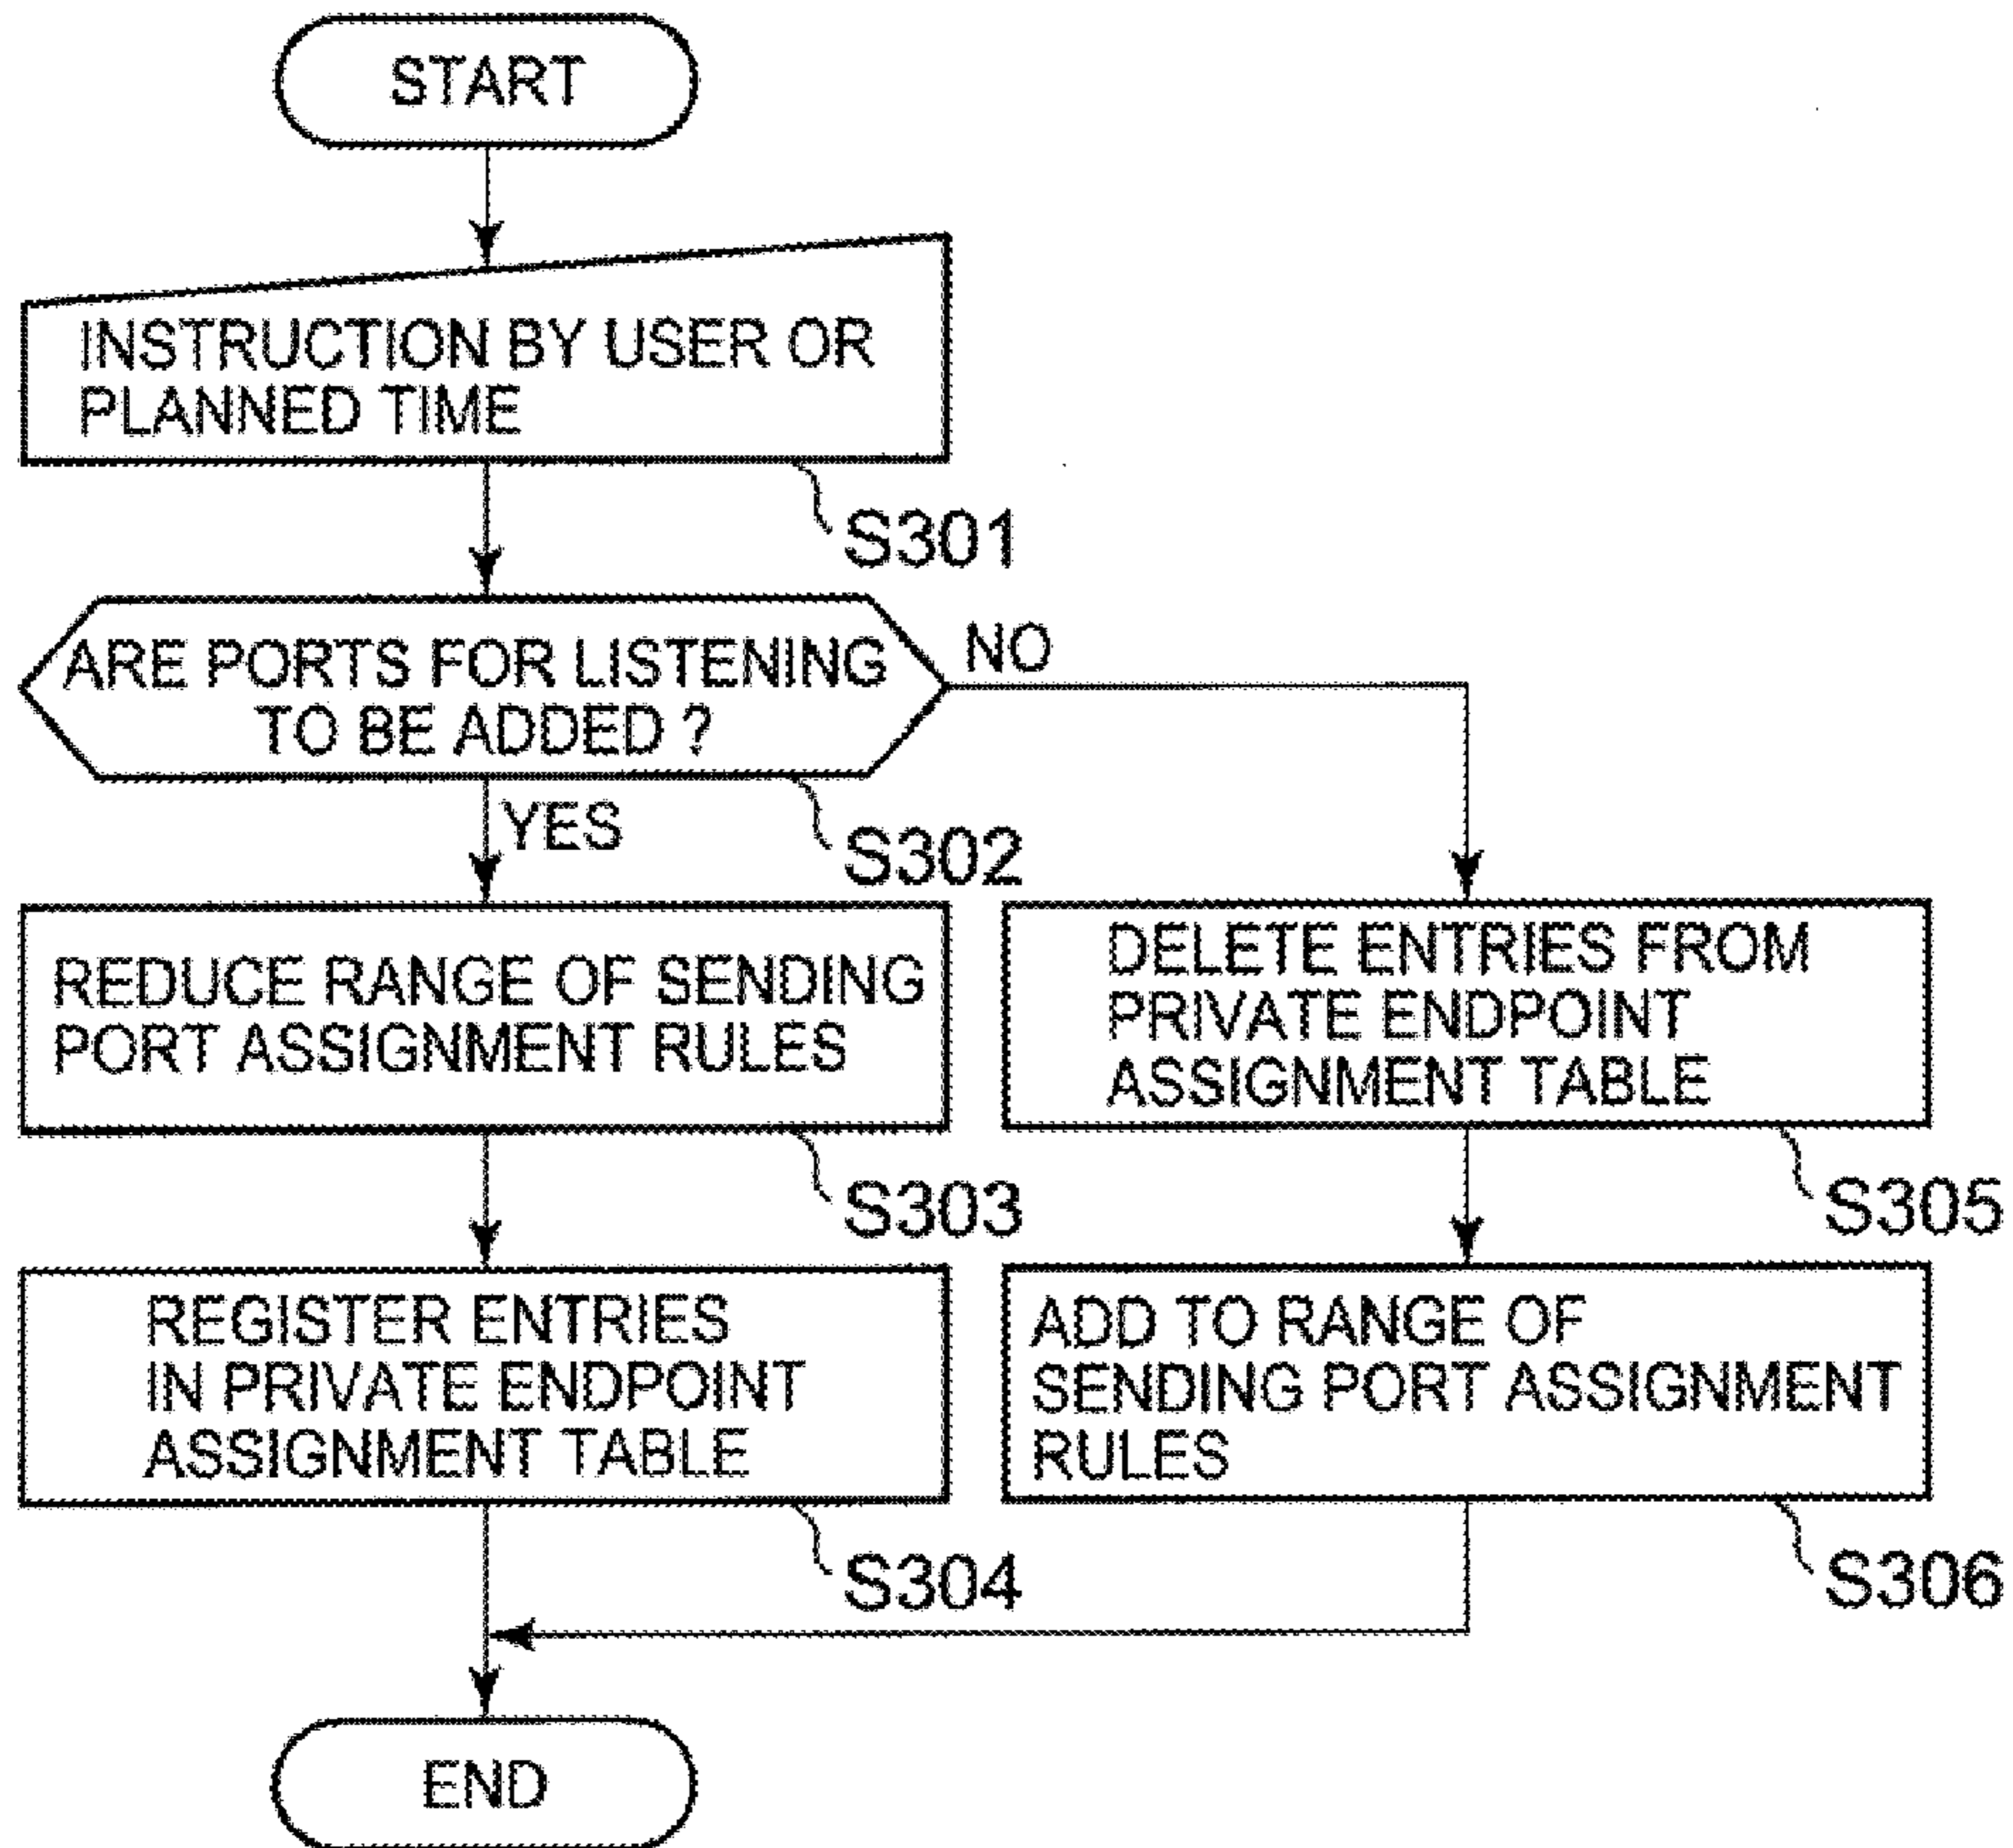 START
INSTRUCTION BY USER OR
PLANNED TIME
S301
ARE PORTS FOR LISTENING
TO BE ADDED ?
NO
YES
S302
REDUCE RANGE OF SENDING
PORT ASSIGNMENT RULES
S303
REGISTER ENTRIES
IN PRIVATE ENDPOINT
ASSIGNMENT TABLE
S304
DELETE ENTRIES FROM
PRIVATE ENDPOINT
ASSIGNMENT TABLE
S305
ADD TO RANGE OF
SENDING PORT ASSIGNMENT
RULES
S306
END